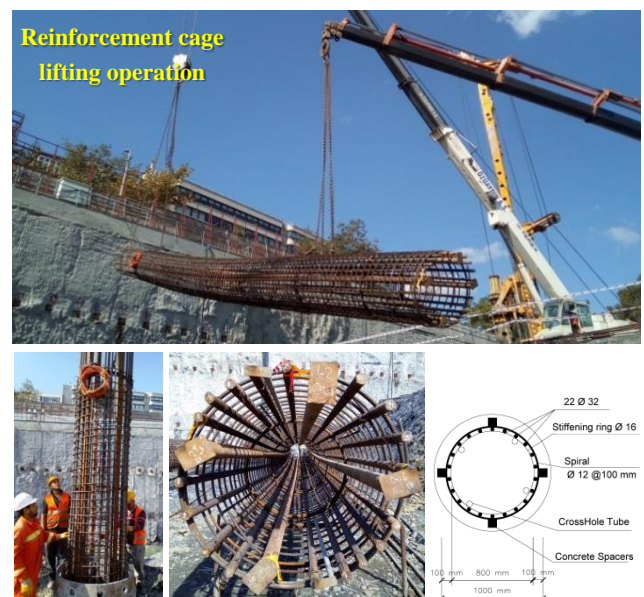 Reinforcement cage
lifting operation
22 Ø 32
Stiffening ring Ø 16
Spiral
Ø 12 @100 mm
CrossHole Tube
Concrete Spacers
100 mm
800 mm
100 mm
1000 mm